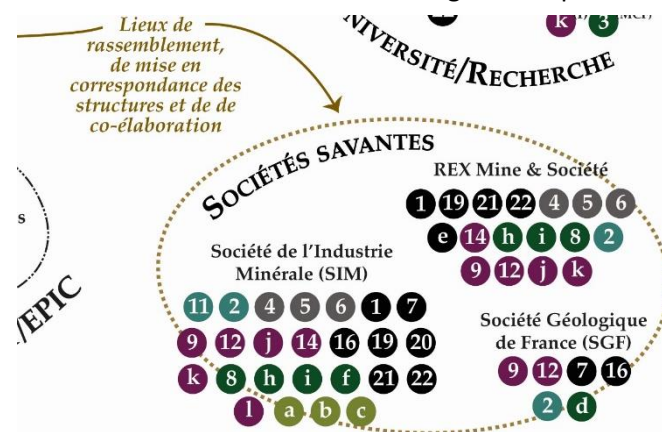 Lieux de
rassemblement,
de mise en
correspondance des
structures et de de
co-élaboration
k 3
UNIVERSITÉ/RECHERCHE
SOCIÉTÉS SAVANTES
REX Mine & Société
1 19 21 22 4 5 6
e 14 h i 8 2
9 12 j k
s
/EPIC
Société de l'Industrie
Minérale (SIM)
11 2 4 5 6 1 7
9 12 j 14 16 19 20
k 8 h i f 21 22
l a b c
Société Géologique
de France (SGF)
9 12 7 16
2 d